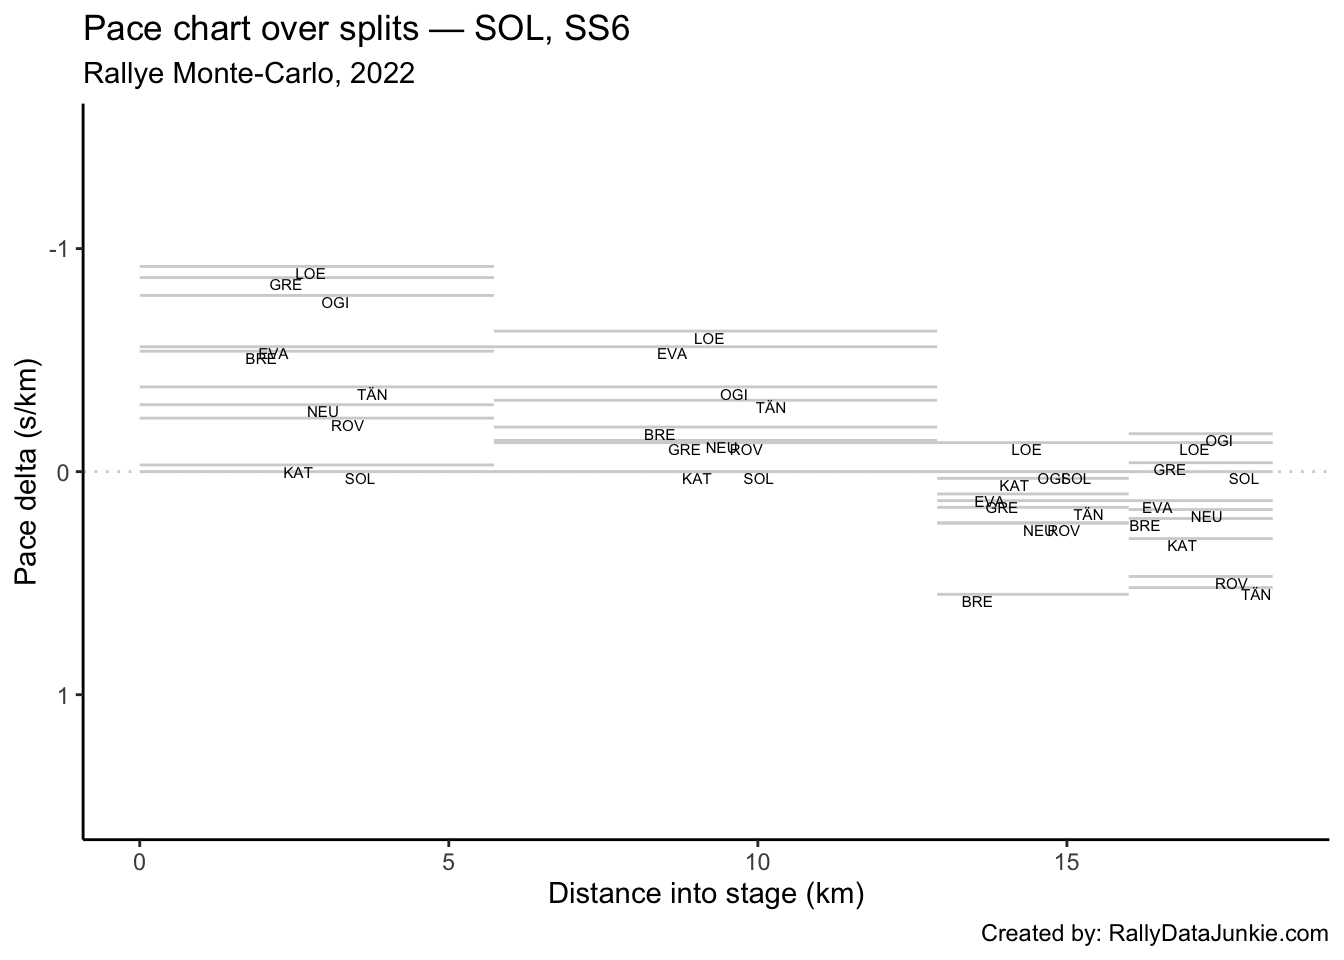 Pace chart over splits — SOL, SS6
Rallye Monte-Carlo, 2022
Pace delta (s/km)
-1
0
1
LOE
GRE
OGI
EVA
BRE
TÄN
NEU
ROV
KAT
SOL
LOE
EVA
OGI
TÄN
BRE
NEU
GRE
ROV
KAT
SOL
LOE
OGI
SOL
KAT
EVA
GRE
TÄN
NEU
ROV
BRE
OGI
LOE
GRE
SOL
EVA
NEU
BRE
KAT
ROV
TÄN
0 5 10 15
Distance into stage (km)
Created by: RallyDataJunkie.com